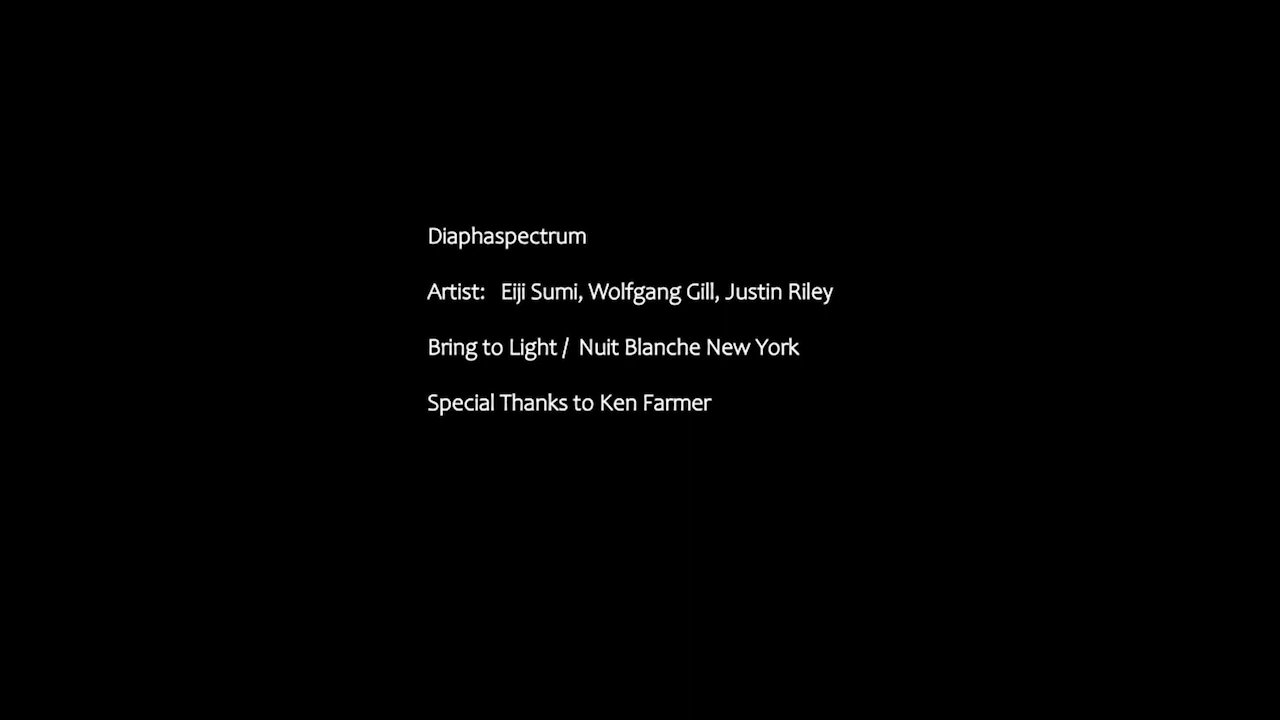 Diaphaspectrum
Artist: Eiji Sumi, Wolfgang Gill, Justin Riley
Bring to Light / Nuit Blanche New York
Special Thanks to Ken Farmer